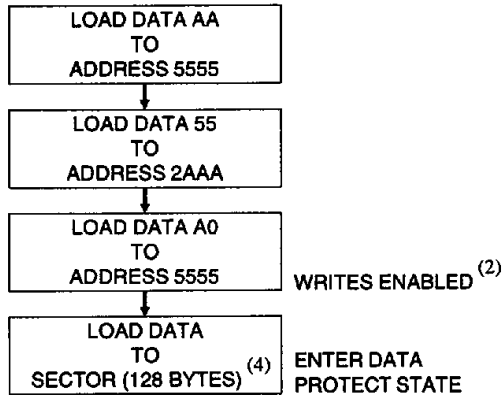 LOAD DATA AA
TO
ADDRESS 5555
LOAD DATA 55
TO
ADDRESS 2AAA
LOAD DATA A0
TO
ADDRESS 5555
WRITES ENABLED (2)
LOAD DATA
TO
SECTOR (128 BYTES) (4)
ENTER DATA
PROTECT STATE